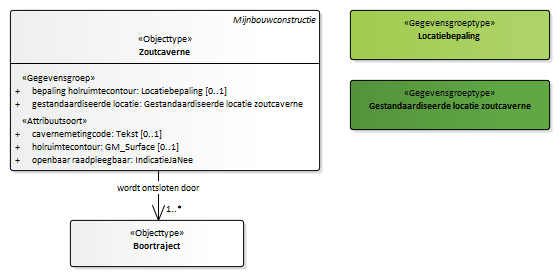 Mijnbouwconstructie
«Objecttype»
Zoutcaverne
«Gegevensgroep»
+ bepaling holruimtecontour: Locatiebepaling [0..1]
+ gestandaardiseerde locatie: Gestandaardiseerde locatie zoutcaverne
«Attribuutsoort»
+ cavernemetingcode: Tekst [0..1]
+ holruimtecontour: GM_Surface [0..1]
+ openbaar raadpleegbaar: IndicatieJaNee
wordt ontsloten door
1..*
«Objecttype»
Boortraject
«Gegevensgroeptype»
Locatiebepaling
«Gegevensgroeptype»
Gestandaardiseerde locatie zoutcaverne